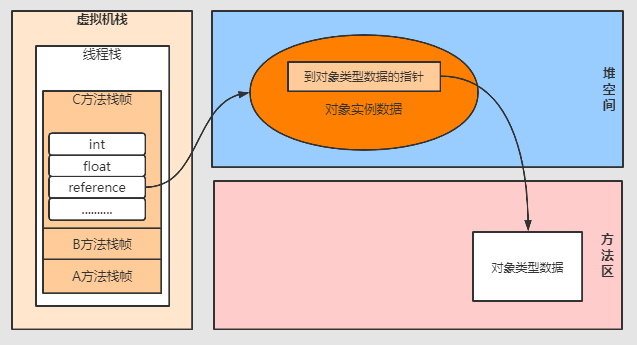 虚拟机栈
线程栈
C方法栈帧
int
float
reference
..........
B方法栈帧
A方法栈帧
到对象类型数据的指针
对象实例数据
堆
空
间
对象类型数据
方
法
区